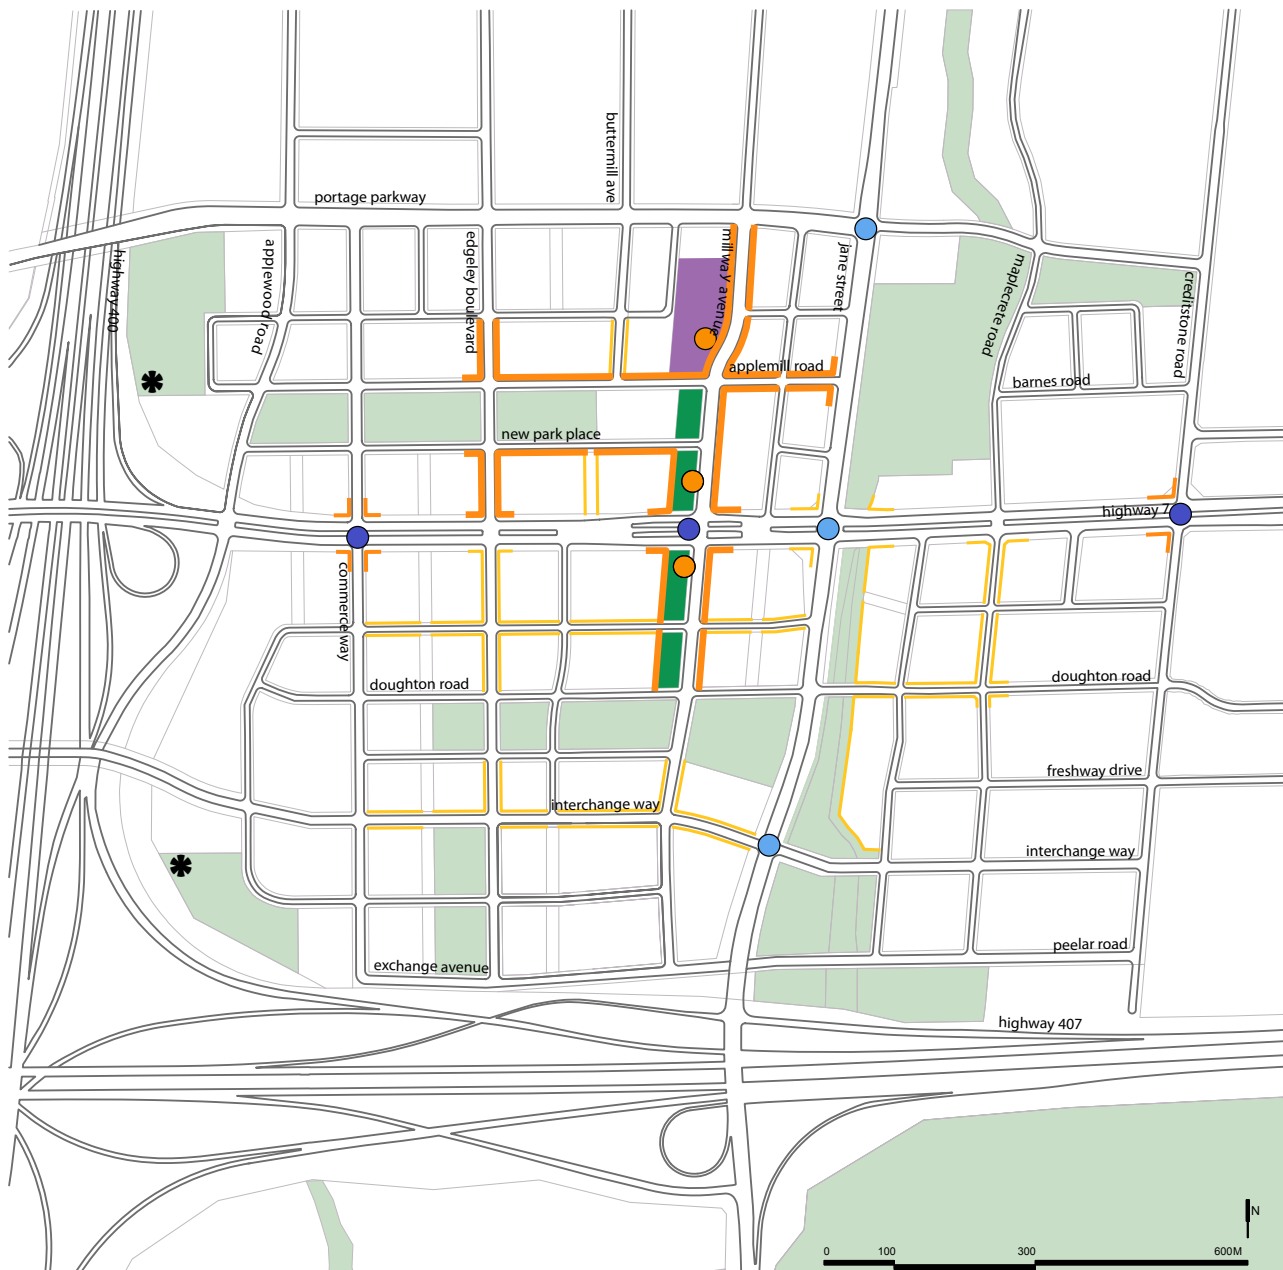 buttermill ave
portage parkway
highway 400
applewood road
edgeley boulevard
millway avenue
jane street
maplecrete road
creditstone road
applemill road
barnes road
new park place
highway 7
commerce way
doughton road
doughton road
freshway drive
interchange way
interchange way
peelar road
exchange avenue
highway 407
N
0 100 300 600M